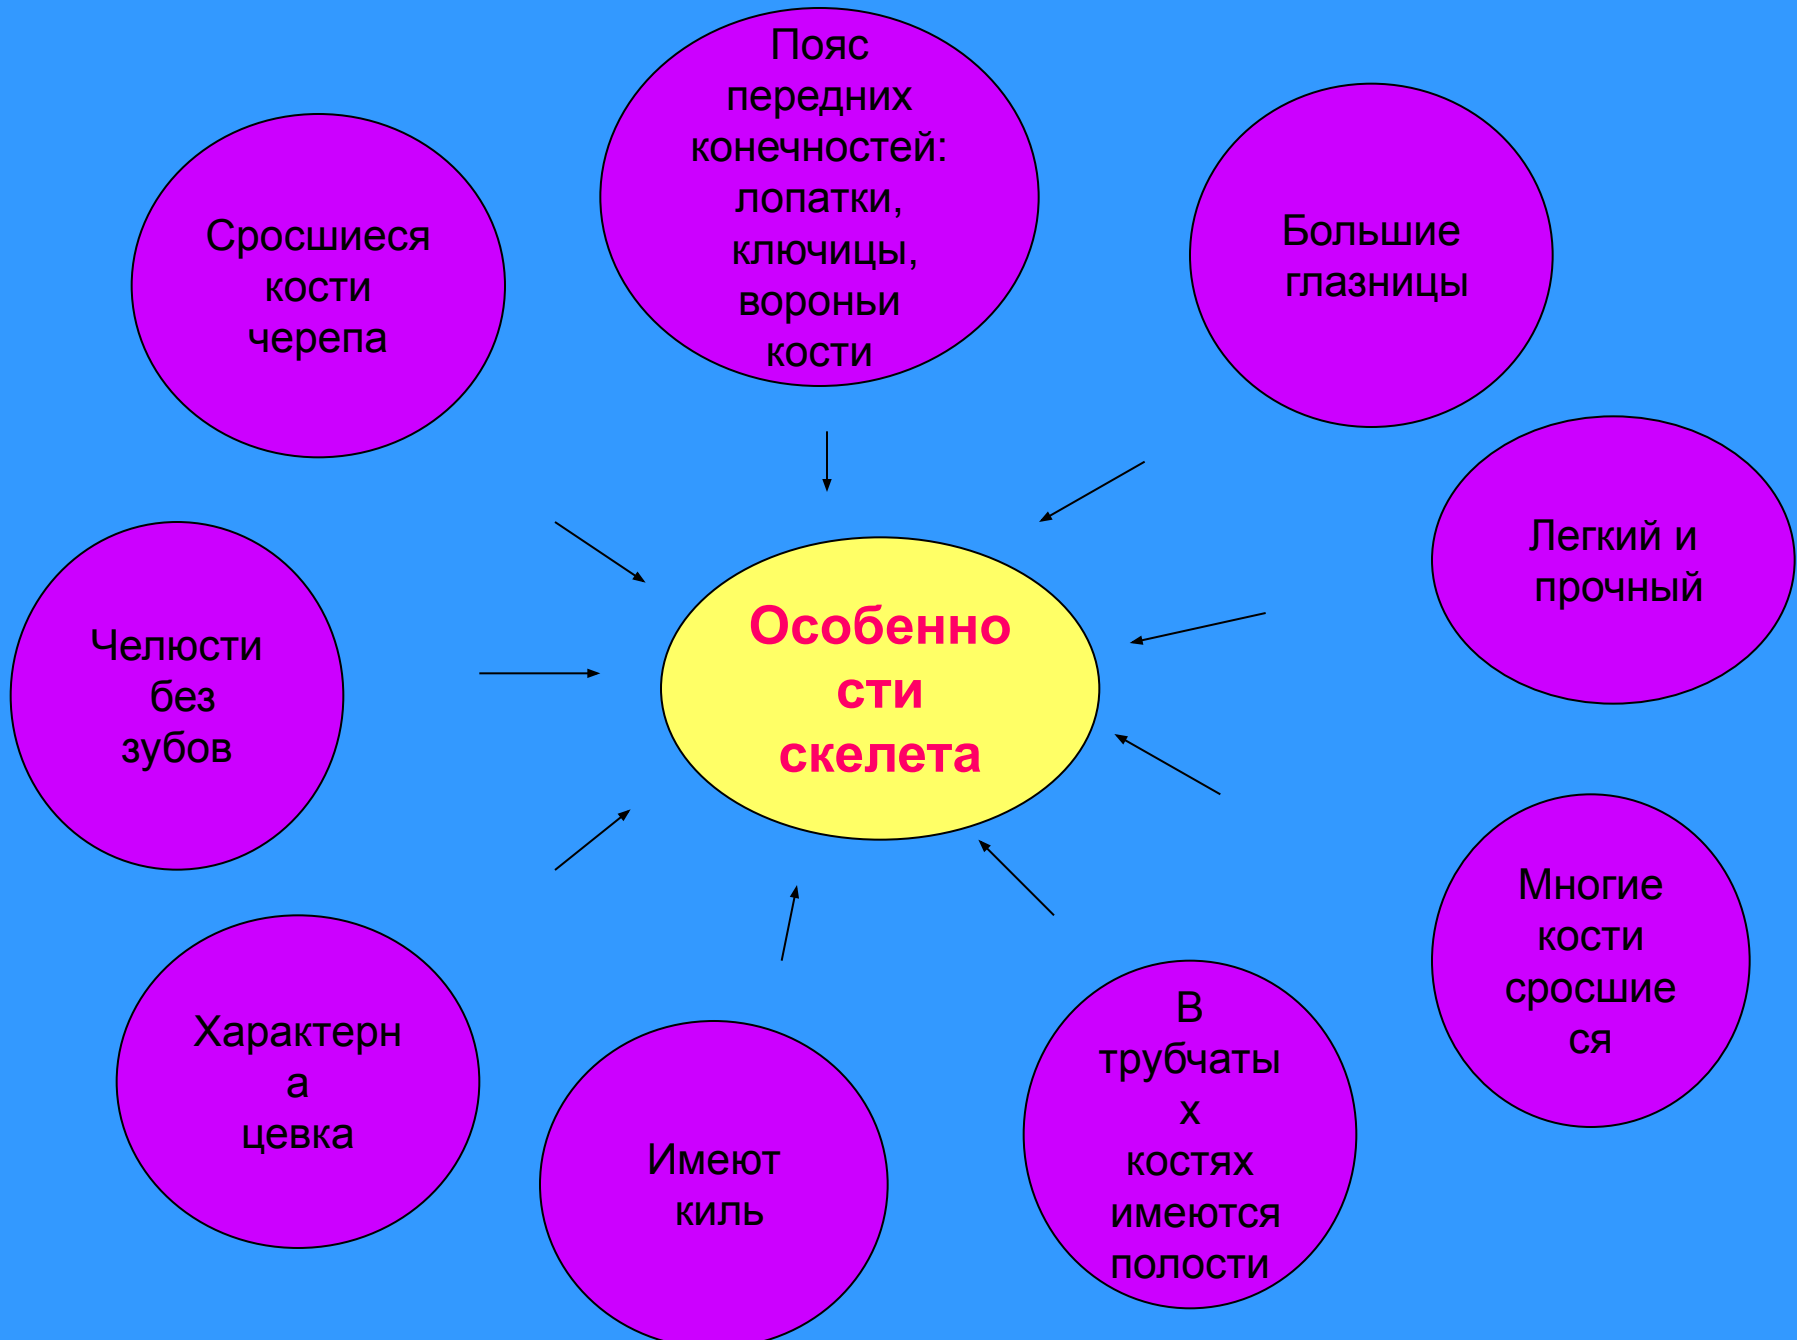 Пояс
передних
конечностей:
лопатки,
ключицы,
вороньи
кости
Сросшиеся
кости
черепа
Большие
глазницы
Легкий и
прочный
Челюсти
без
зубов
Особенно
сти
скелета
Многие
кости
сросшие
ся
Характерн
а
цевка
Имеют
киль
В
трубчаты
х
костях
имеются
полости